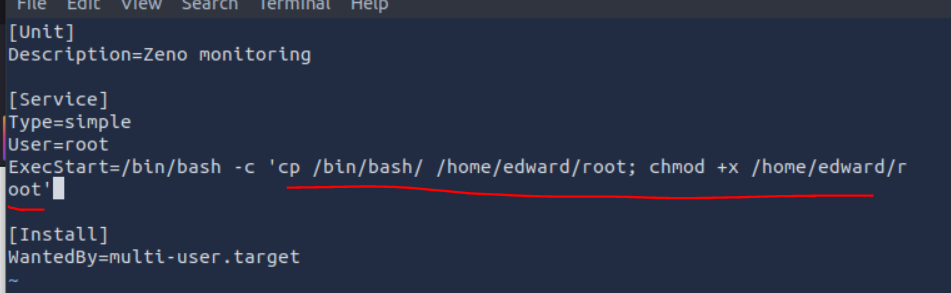 File Edit View Search Terminal Help
[Unit]
Description=Zeno monitoring
[Service]
Type=simple
User=root
ExecStart=/bin/bash -c 'cp /bin/bash/ /home/edward/root; chmod +x /home/edward/r
oot'
[Install]
WantedBy=multi-user.target
~